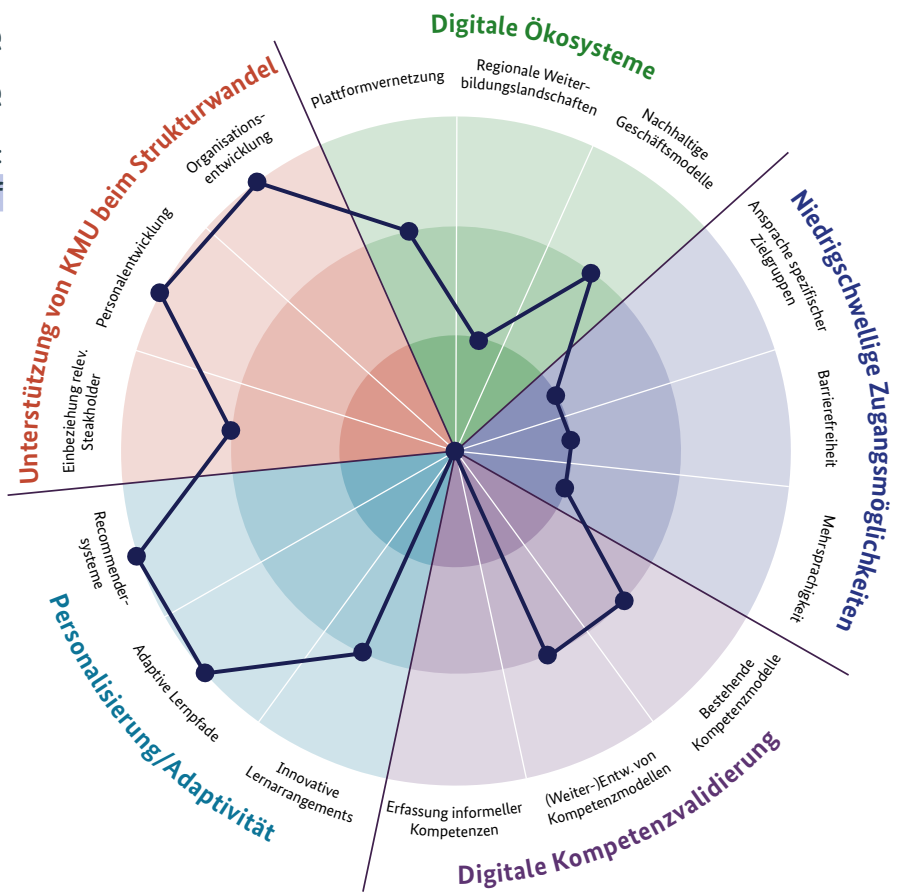 Digitale Ökosysteme
Plattformvernetzung
Regionale Weiter-
bildungslandschaften
Nachhaltige
Geschäftsmodelle
Niedrigschwellige Zugangsmöglichkeiten
Ansprache spezifischer
Zielgruppen
Barrierefreiheit
Mehrsprachigkeit
Digitale Kompetenzvalidierung
Bestehende
Kompetenzmodelle
(Weiter-)Entw. von
Kompetenzmodellen
Erfassung informeller
Kompetenzen
Personalisierung/Adaptivität
Innovative
Lernarrangements
Adaptive Lernpfade
Recommender-
systeme
Unterstützung von KMU beim Strukturwandel
Einbeziehung relev.
Steakholder
Personalentwicklung
Organisations-
entwicklung